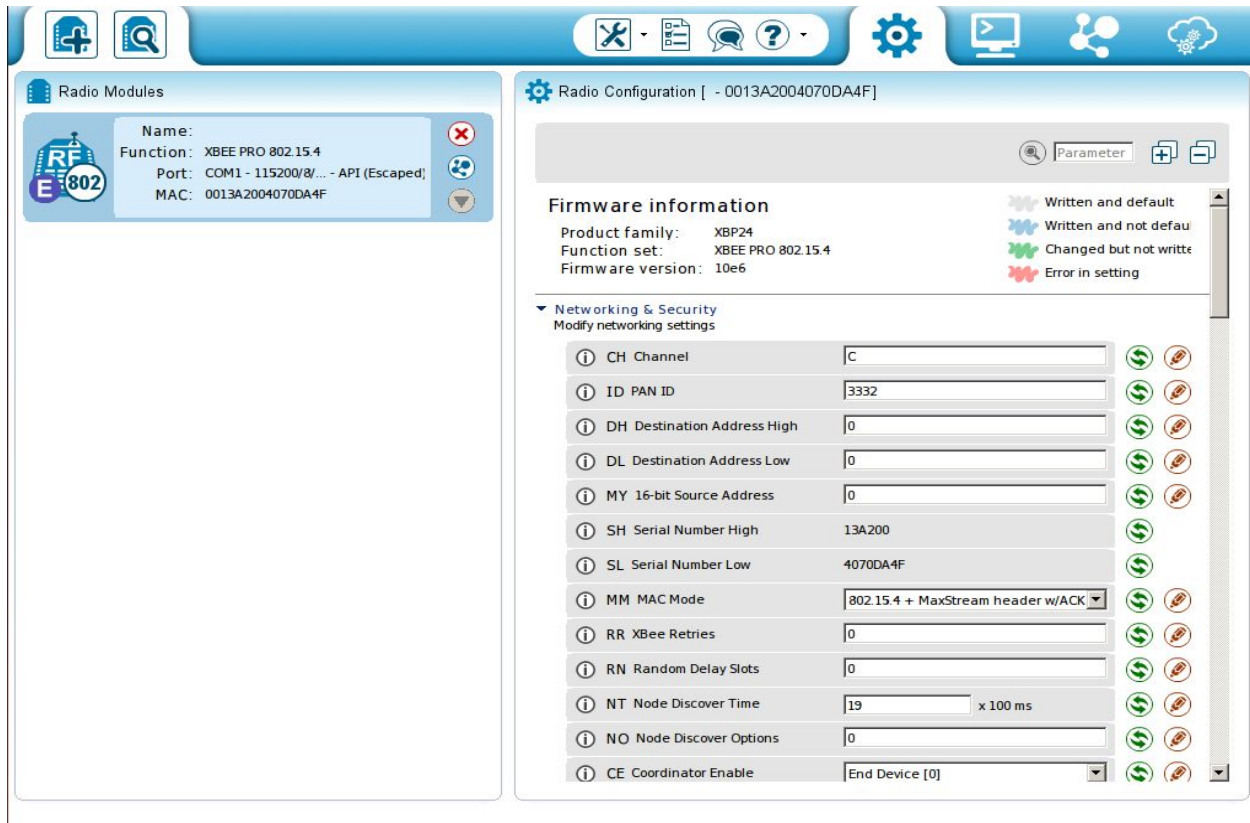 Radio Modules
RF
E
802
Name:
Function: XBEE PRO 802.15.4
Port: COM1 - 115200/8/... - API (Escaped)
MAC: 0013A2004070DA4F
Radio Configuration [ - 0013A2004070DA4F]
Parameter
Firmware information
Product family: XBP24
Function set: XBEE PRO 802.15.4
Firmware version: 10e6
Written and default
Written and not defau
Changed but not writte
Error in setting
Networking & Security
Modify networking settings
CH Channel C
ID PAN ID 3332
DH Destination Address High 0
DL Destination Address Low 0
MY 16-bit Source Address 0
SH Serial Number High 13A200
SL Serial Number Low 4070DA4F
MM MAC Mode 802.15.4 + MaxStream header w/ACK
RR XBee Retries 0
RN Random Delay Slots 0
NT Node Discover Time 19 x 100 ms
NO Node Discover Options 0
CE Coordinator Enable End Device [0]